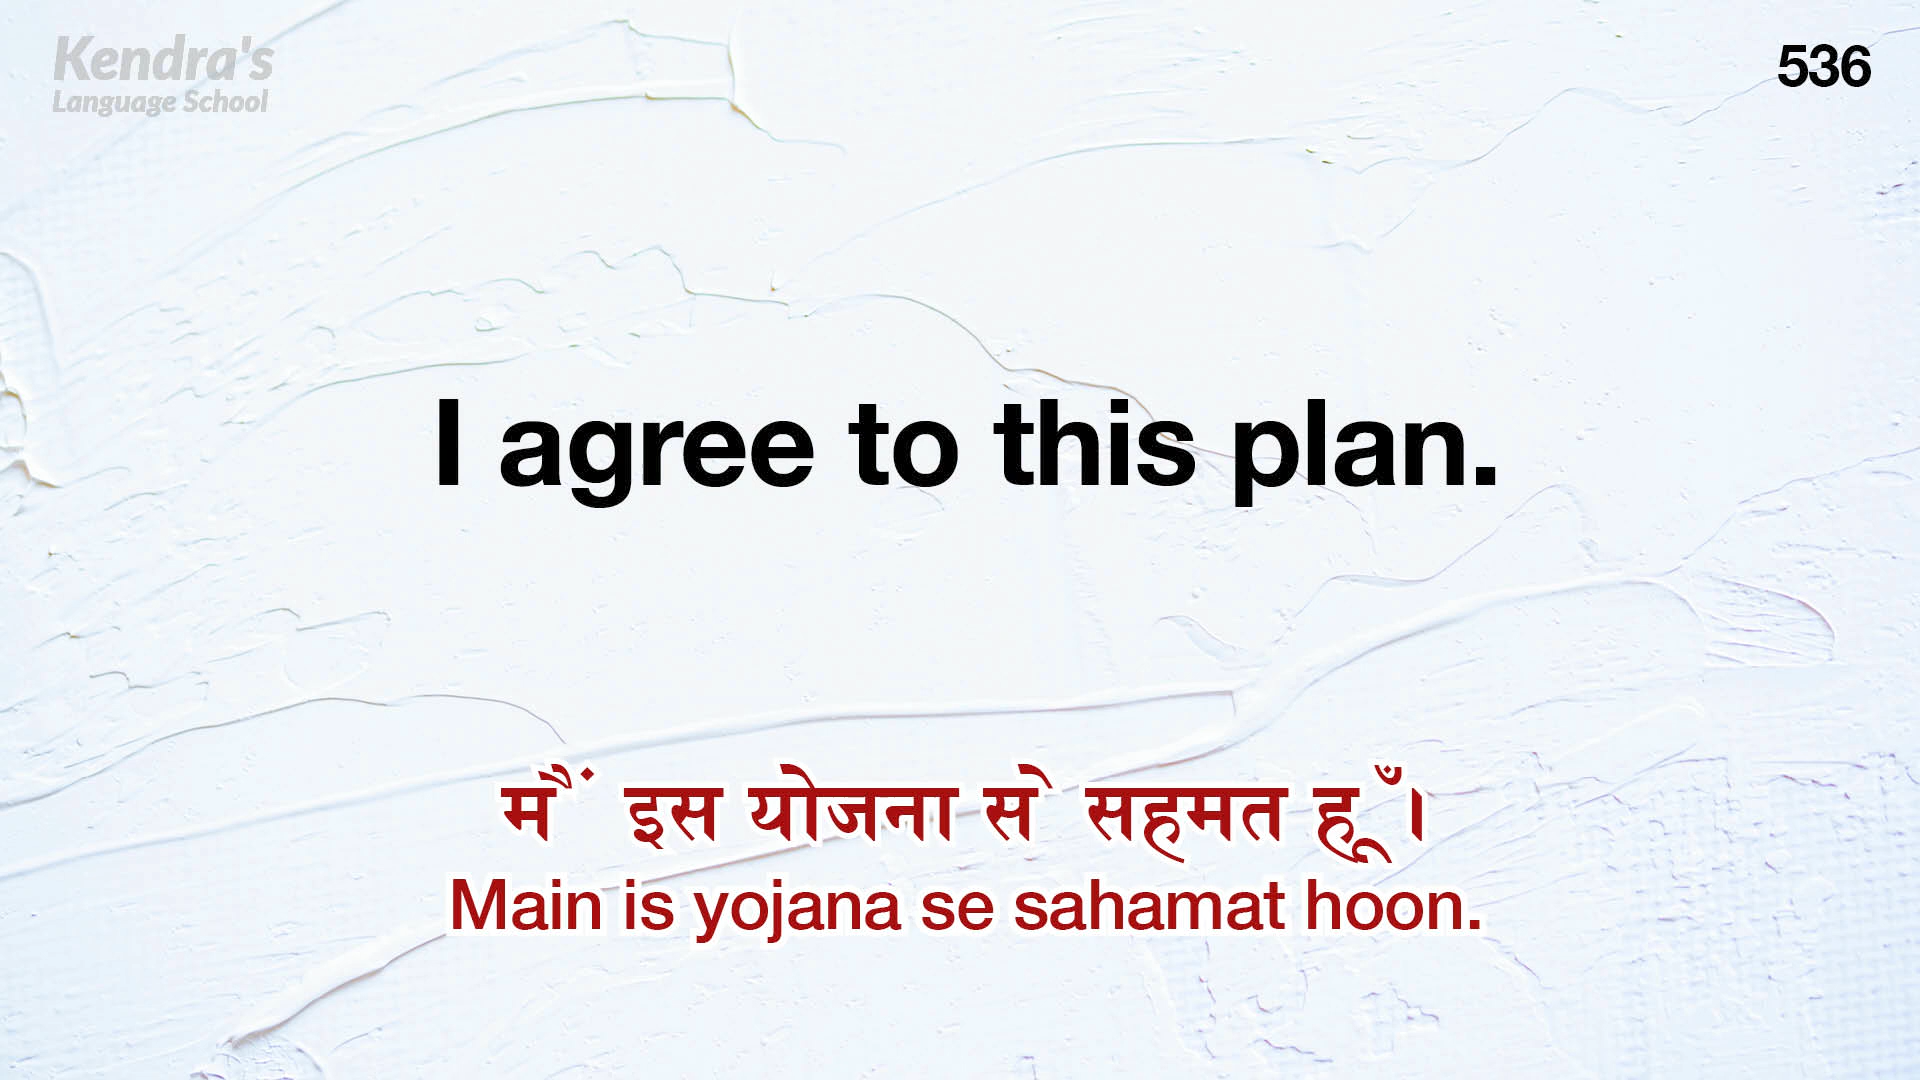 Kendra's
Language School
536
I agree to this plan.
मैं इस योजना से सहमत हूँ।
Main is yojana se sahamat hoon.